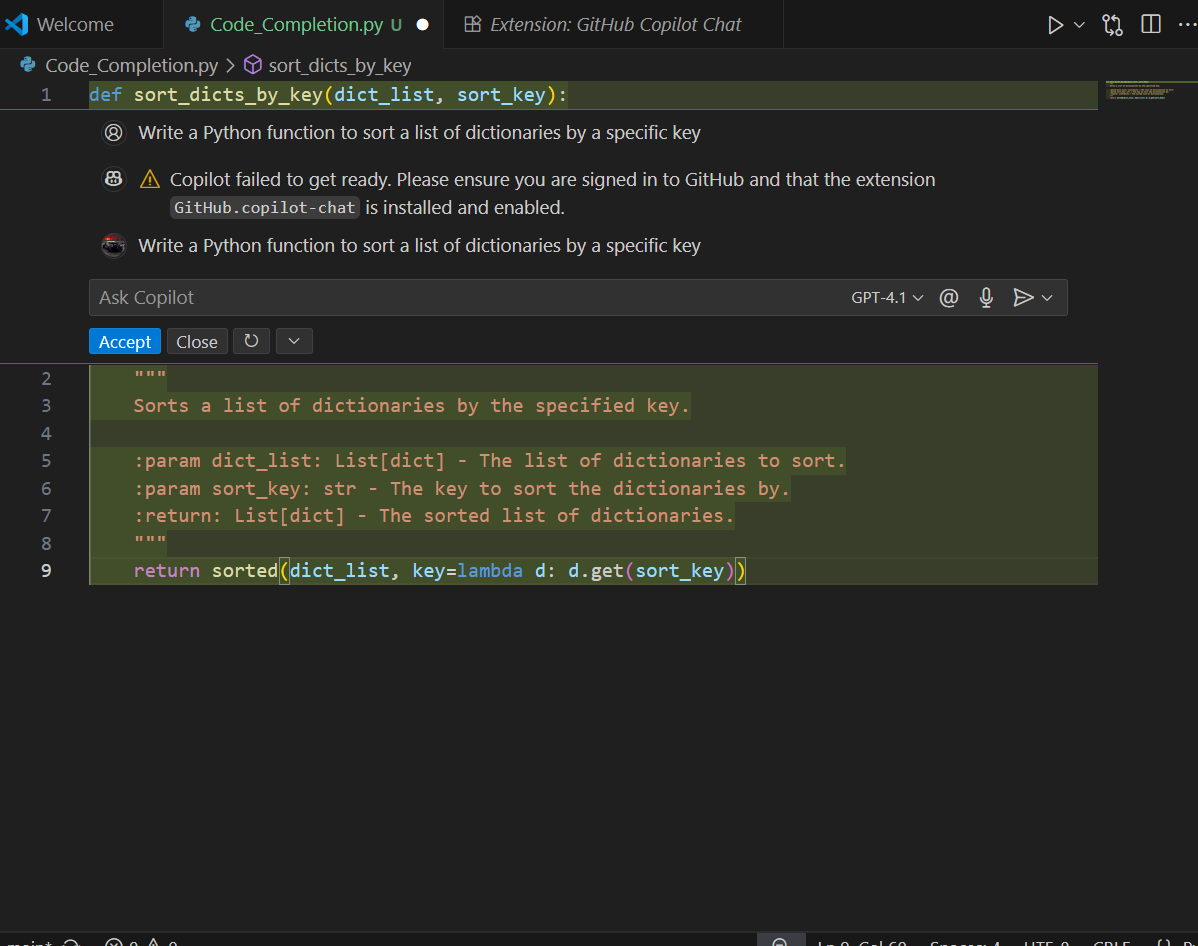 Welcome
Code_Completion.py U
Extension: GitHub Copilot Chat
Code_Completion.py > sort_dicts_by_key
1 def sort_dicts_by_key(dict_list, sort_key):
Write a Python function to sort a list of dictionaries by a specific key
Copilot failed to get ready. Please ensure you are signed in to GitHub and that the extension
GitHub.copilot-chat is installed and enabled.
Write a Python function to sort a list of dictionaries by a specific key
Ask Copilot
GPT-4.1
@
Accept
Close
2 """
3 Sorts a list of dictionaries by the specified key.
4
5 :param dict_list: List[dict] - The list of dictionaries to sort.
6 :param sort_key: str - The key to sort the dictionaries by.
7 :return: List[dict] - The sorted list of dictionaries.
8 """
9 return sorted(dict_list, key=lambda d: d.get(sort_key))
main* 0 0 Ln 9, Col 60 Spaces: 4 UTF-8 CRLF {}